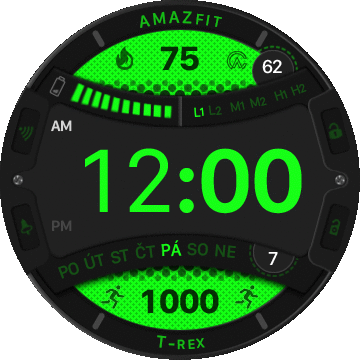 AMAZFIT
75
62
L1 L2 M1 M2 H1 H2
AM
12:00
PM
PO ÚT ST ČT PÁ SO NE
7
1000
T-REX